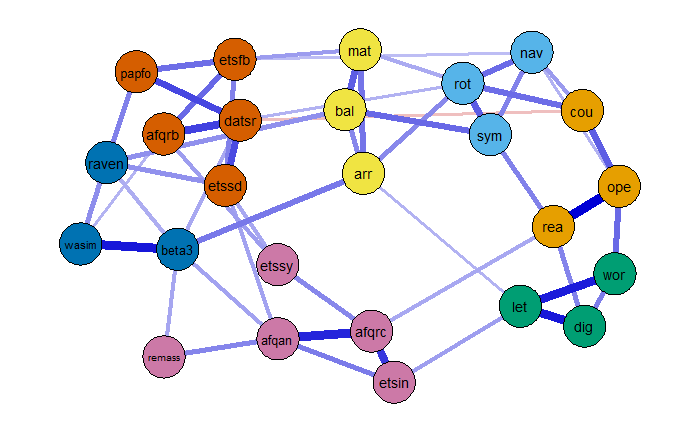 mat
nav
etsfb
papfo
rot
bal
cou
datsr
afqrb
sym
raven
arr
etssd
ope
rea
wasim
beta3
etssy
wor
let
dig
afqrc
afqan
remass
etsin